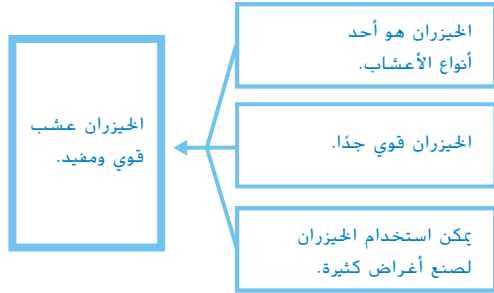 الخيزران هو أحد
أنواع الأعشاب.
الخيزران قوي جدًا.
يمكن استخدام الخيزران
لصنع أغراض كثيرة.
الخيزران عشب
قوي ومفيد.